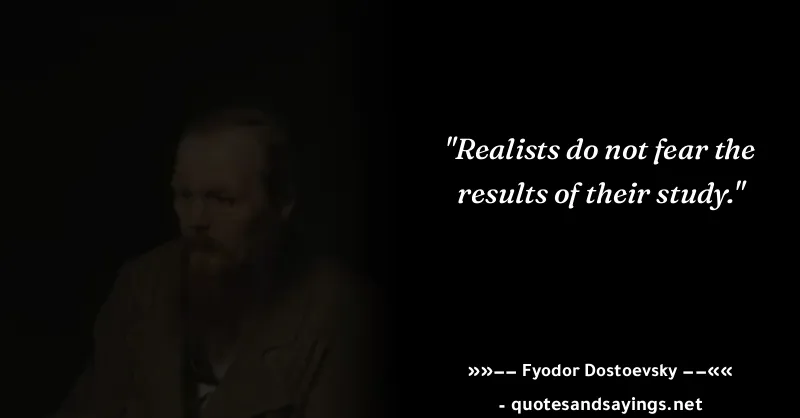 "Realists do not fear the
results of their study."
»»–– Fyodor Dostoevsky ––««
- quotesandsayings.net